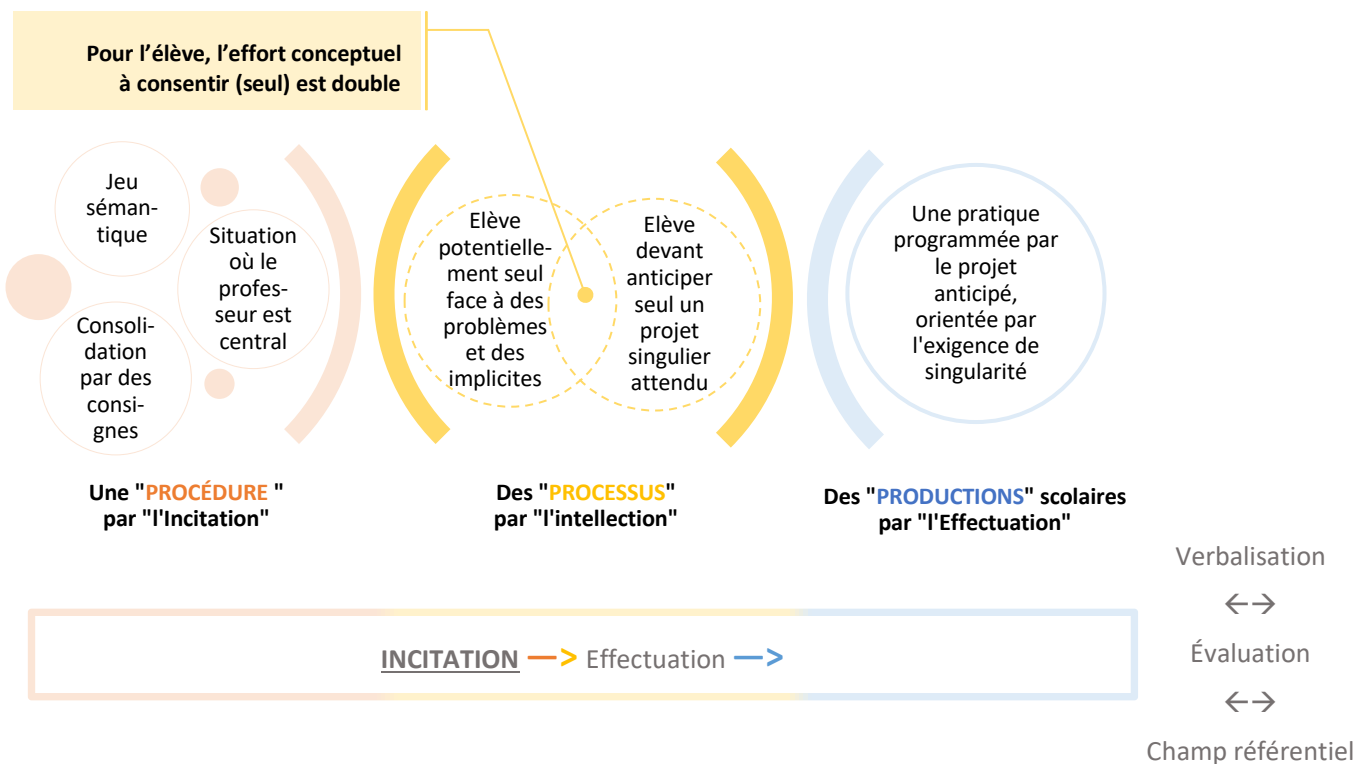 Pour l’élève, l’effort conceptuel
à consentir (seul) est double
Jeu
séman-
tique
Situation
où le
profes-
seur est
central
Consoli-
dation
par des
consi-
gnes
Elève
potentielle-
ment seul
face à des
problèmes
et des
implicites
Elève
devant
anticiper
seul un
projet
singulier
attendu
Une pratique
programmée par
le projet
anticipé,
orientée par
l'exigence de
singularité
Une "PROCÉDURE "
par "l'Incitation"
Des "PROCESSUS"
par "l'intellection"
Des "PRODUCTIONS" scolaires
par "l'Effectuation"
INCITATION —> Effectuation —>
Verbalisation
←→
Évaluation
←→
Champ référentiel